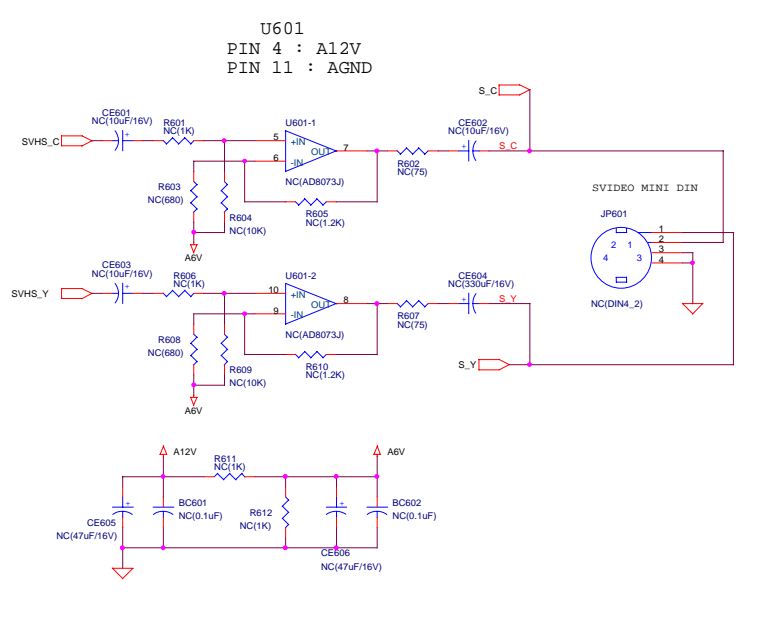 U601
PIN 4 : A12V
PIN 11 : AGND
S_C
CE601
NC(10uF/16V)
R601
NC(1K)
U601-1
CE602
NC(10uF/16V)
SVHS_C
+
5
+IN
OUT
7
6
-IN
+
S_C
R602
NC(75)
R603
NC(680)
NC(AD8073J)
R604
NC(10K)
R605
NC(1.2K)
A6V
SVIDEO MINI DIN
JP601
1
2
3
4
2 1
4 3
NC(DIN4_2)
CE603
NC(10uF/16V)
R606
NC(1K)
U601-2
CE604
NC(330uF/16V)
SVHS_Y
+
10
+IN
OUT
8
9
-IN
+
S_Y
R607
NC(75)
R608
NC(680)
NC(AD8073J)
R609
NC(10K)
R610
NC(1.2K)
S_Y
A6V
A12V
R611
NC(1K)
A6V
+
CE605
NC(47uF/16V)
BC601
NC(0.1uF)
R612
NC(1K)
+
CE606
NC(47uF/16V)
BC602
NC(0.1uF)